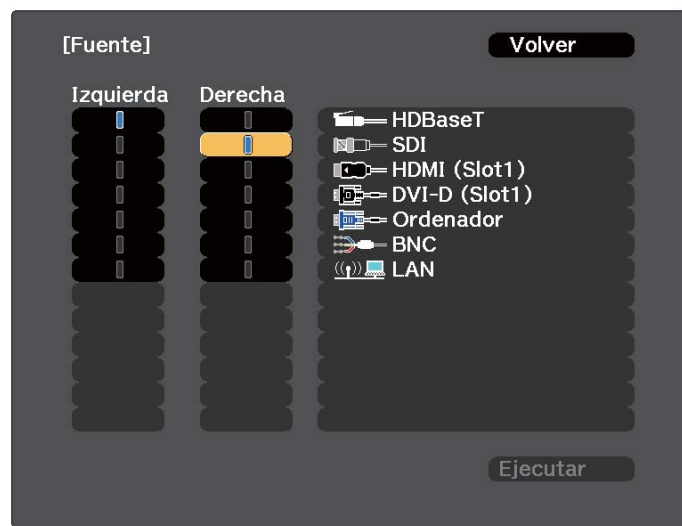 [Fuente]
Volver
Izquierda
Derecha
HDBaseT
SDI
HDMI (Slot1)
DVI-D (Slot1)
Ordenador
BNC
LAN
Ejecutar